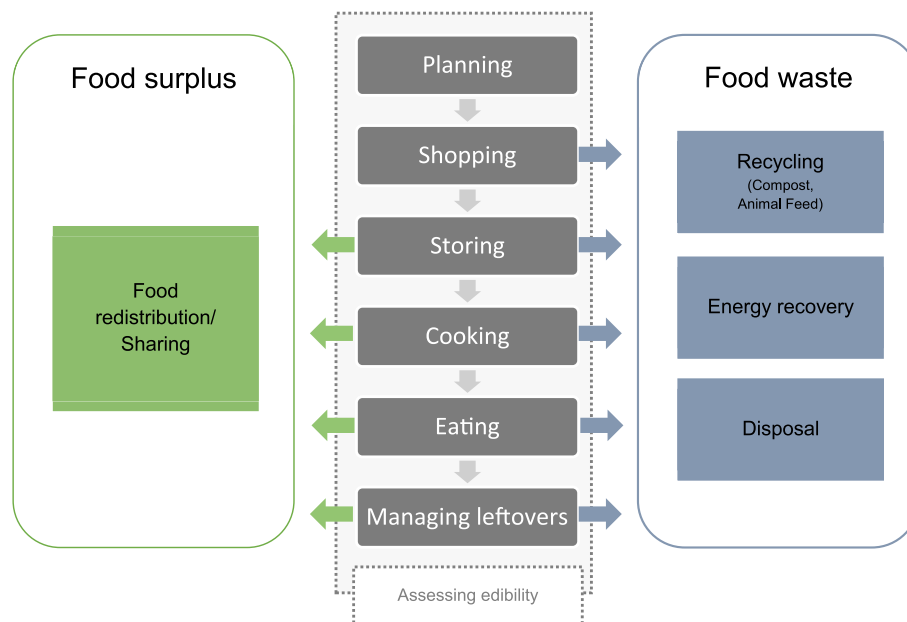 Food surplus
Food
redistribution/
Sharing
Planning
Shopping
Storing
Cooking
Eating
Managing leftovers
Assessing edibility
Food waste
Recycling
(Compost,
Animal Feed)
Energy recovery
Disposal